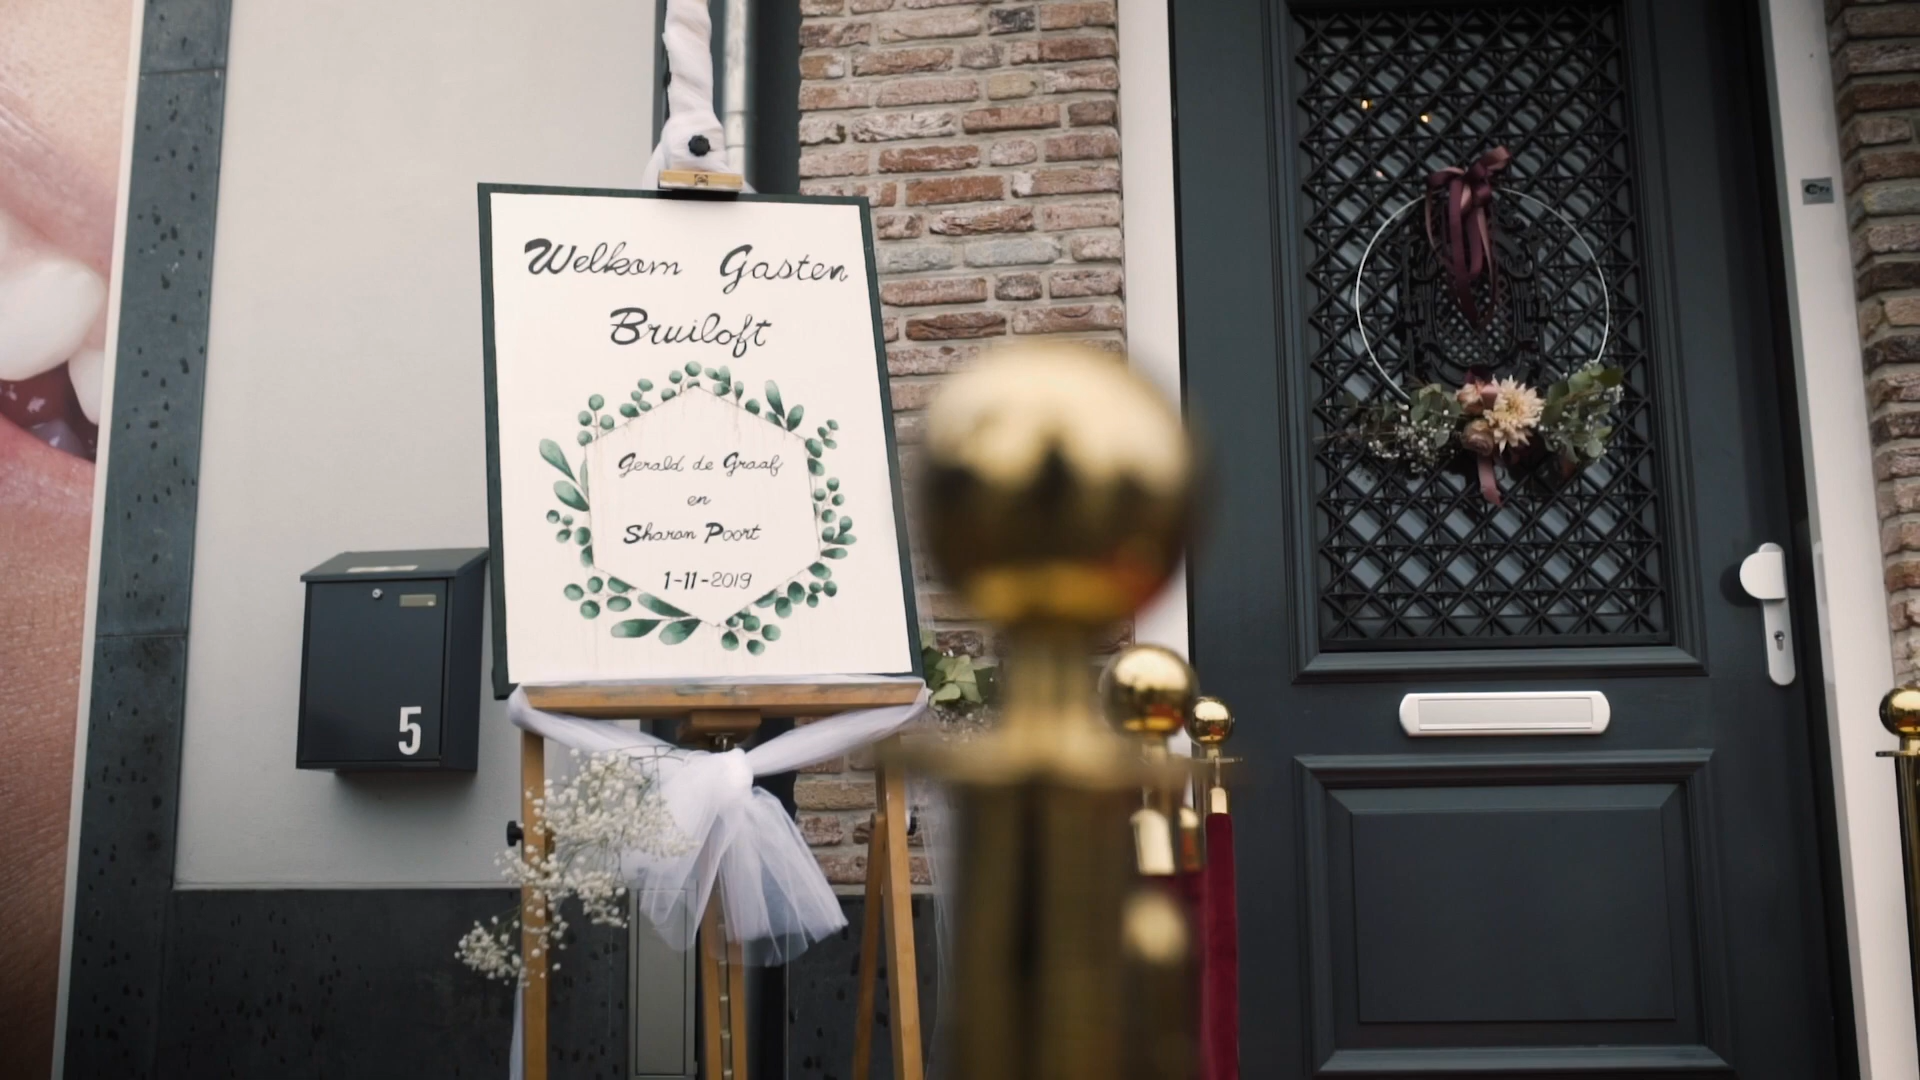 Welkom Gasten
Bruiloft
Gerald de Graaf
en
Sharon Poort
1-11-2019
5